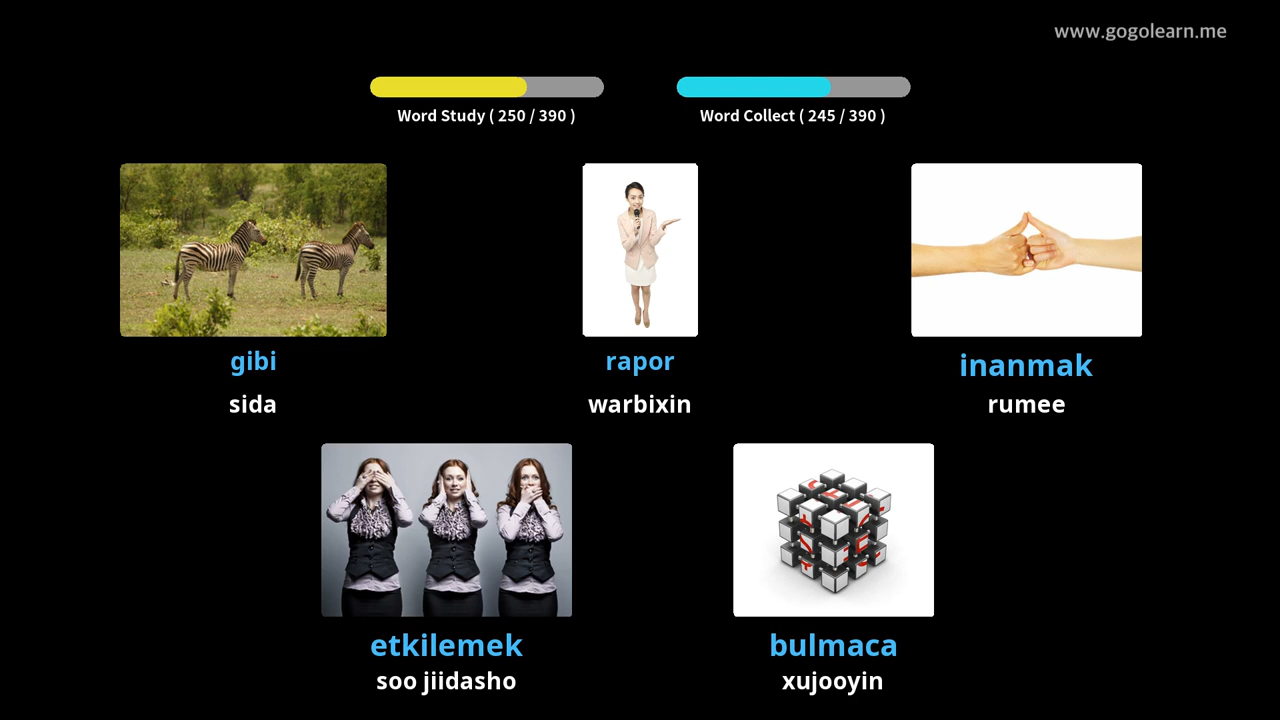 www.gogolearn.me
Word Study ( 250 / 390 )
Word Collect ( 245 / 390 )
gibi
sida
rapor
warbixin
inanmak
rumee
etkilemek
soo jiidasho
bulmaca
xujooyin